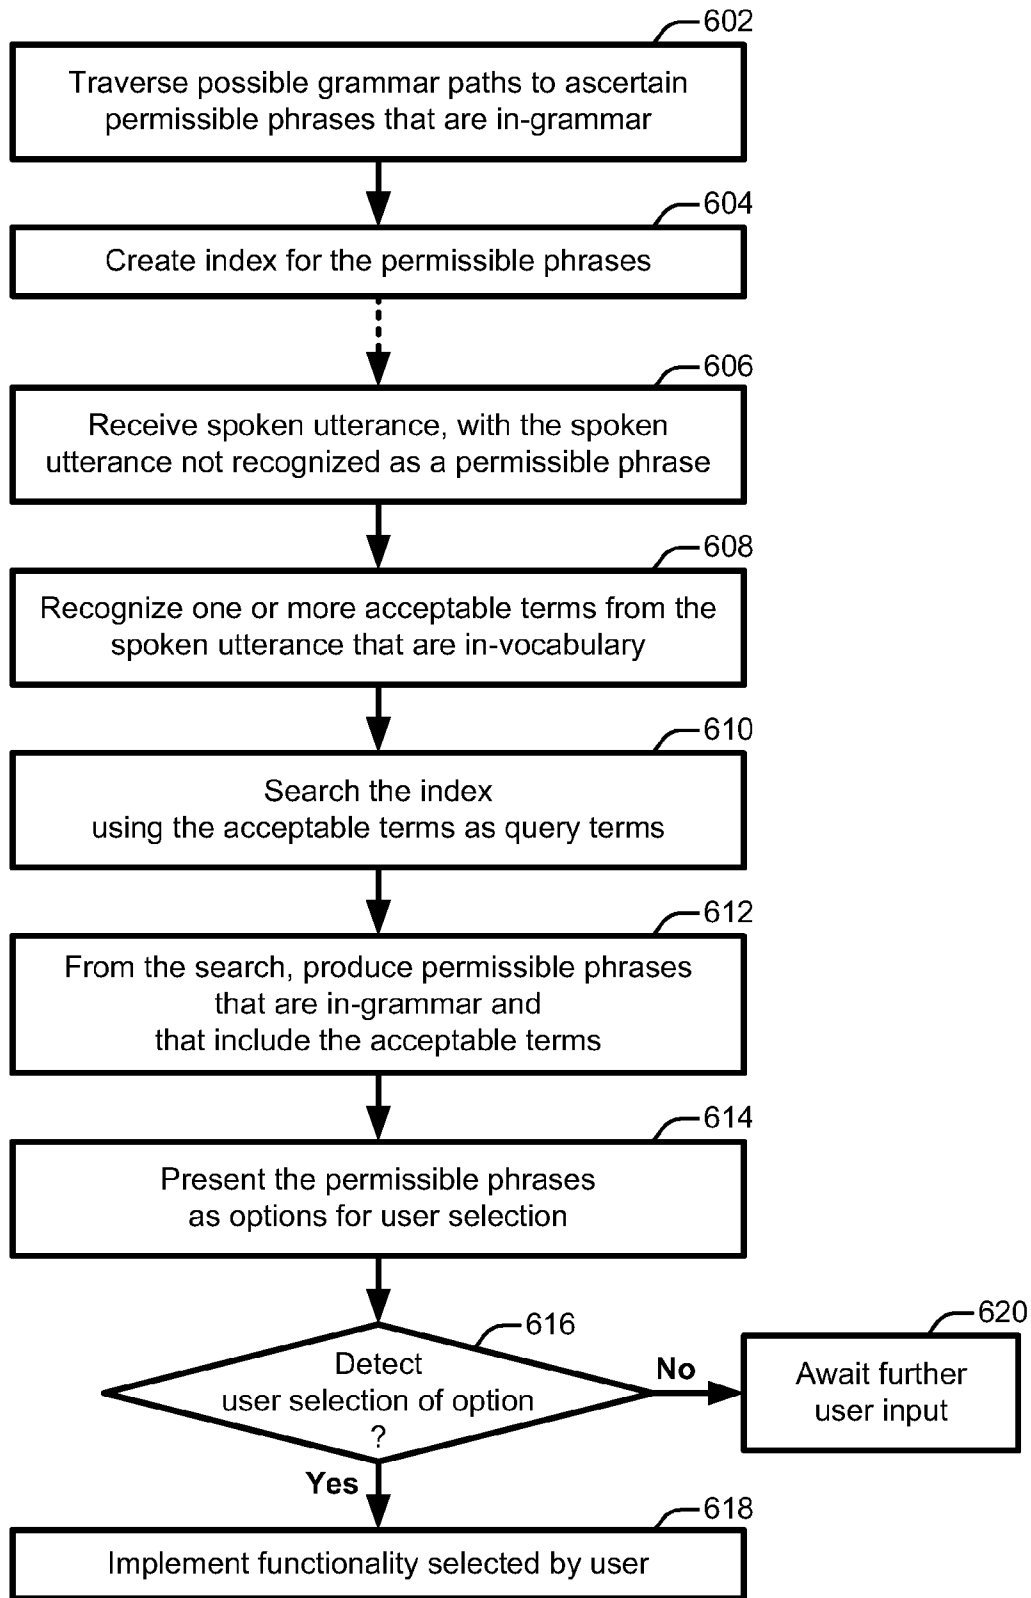 602
Traverse possible grammar paths to ascertain
permissible phrases that are in-grammar
604
Create index for the permissible phrases
606
Receive spoken utterance, with the spoken
utterance not recognized as a permissible phrase
608
Recognize one or more acceptable terms from the
spoken utterance that are in-vocabulary
610
Search the index
using the acceptable terms as query terms
612
From the search, produce permissible phrases
that are in-grammar and
that include the acceptable terms
614
Present the permissible phrases
as options for user selection
616
Detect
user selection of option
?
No
620
Await further
user input
Yes
618
Implement functionality selected by user